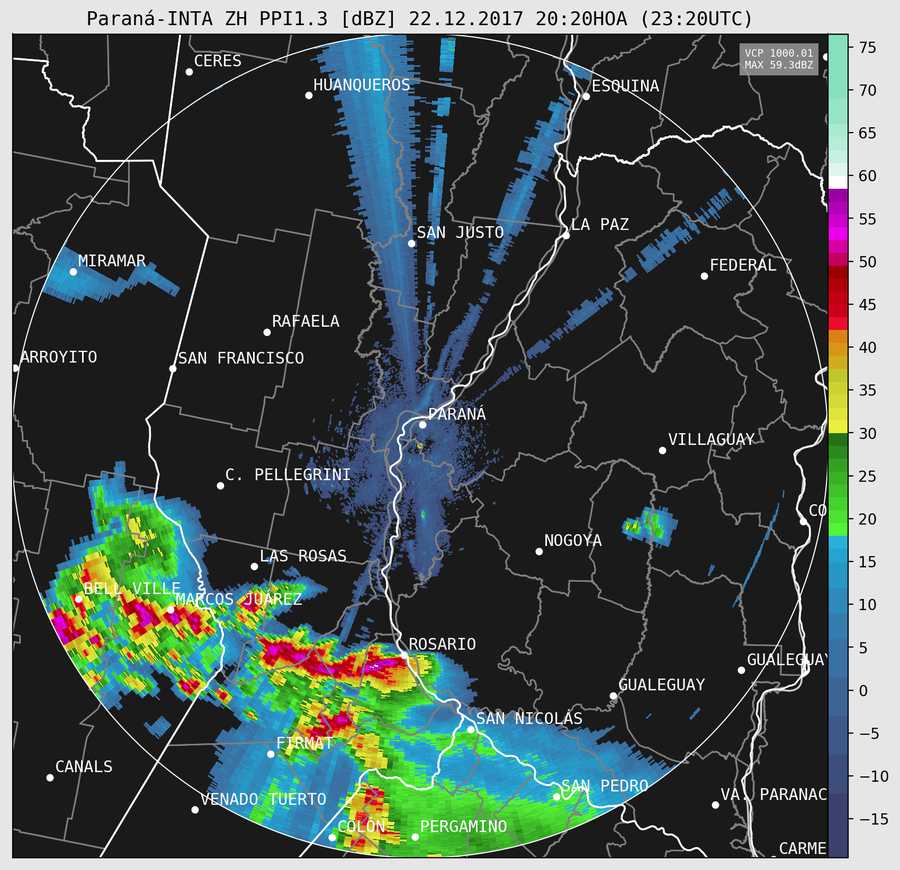 Paraná-INTA ZH PPI1.3 [dBZ] 22.12.2017 20:20HOA (23:20UTC)
VCP 1000.01
MAX 59.3dBZ
CERES
HUANQUEROS
ESQUINA
SAN JUSTO
LA PAZ
MIRAMAR
FEDERAL
RAFAELA
ARROYITO
SAN FRANCISCO
PARANÁ
VILLAGUAY
C. PELLEGRINI
CO
NOGOYA
LAS ROSAS
BELL VILLE
MARCOS JUÁREZ
ROSARIO
GUALEGUAY
GUALEGUAY
SAN NICOLÁS
FIRMAT
CANALS
SAN PEDRO
VENADO TUERTO
VA. PARANAC
COLÓN
PERGAMINO
CARME
75
70
65
60
55
50
45
40
35
30
25
20
15
10
5
0
−5
−10
−15